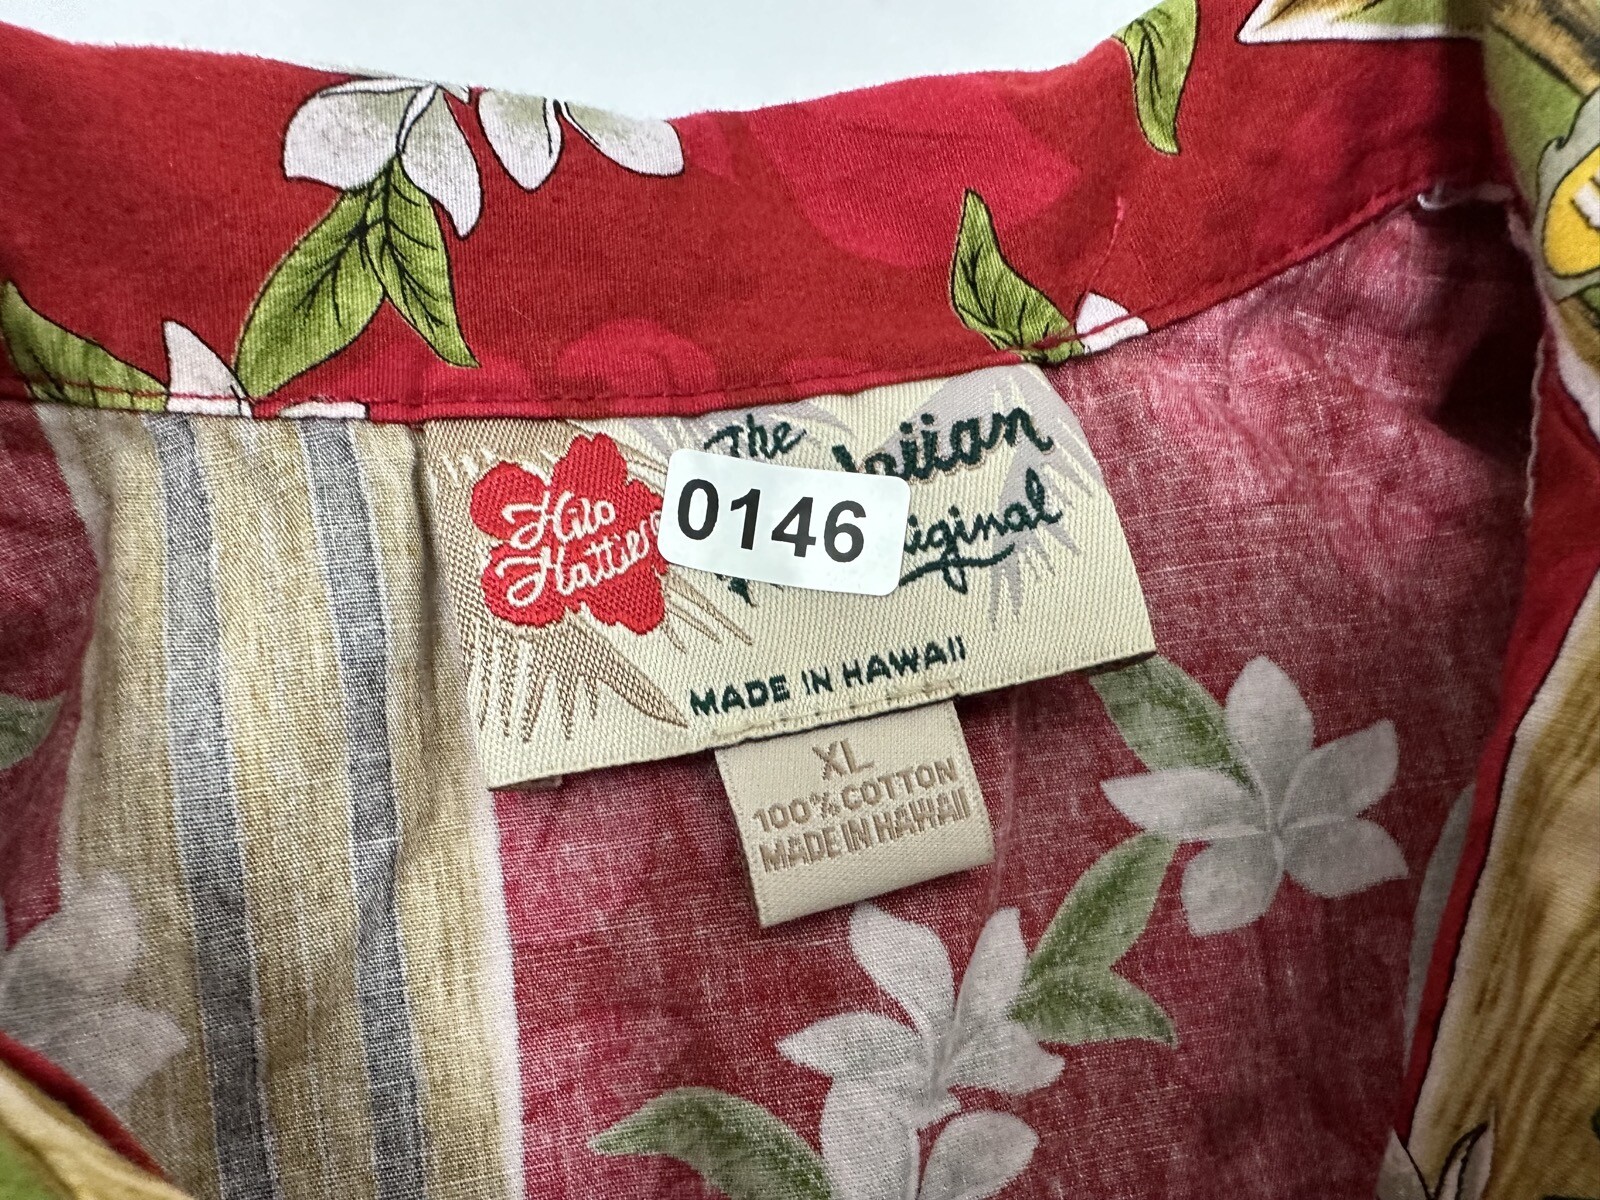 The
Hilo
Hattie®
0146
MADE IN HAWAII
XL
100% COTTON
MADE IN HAWAII